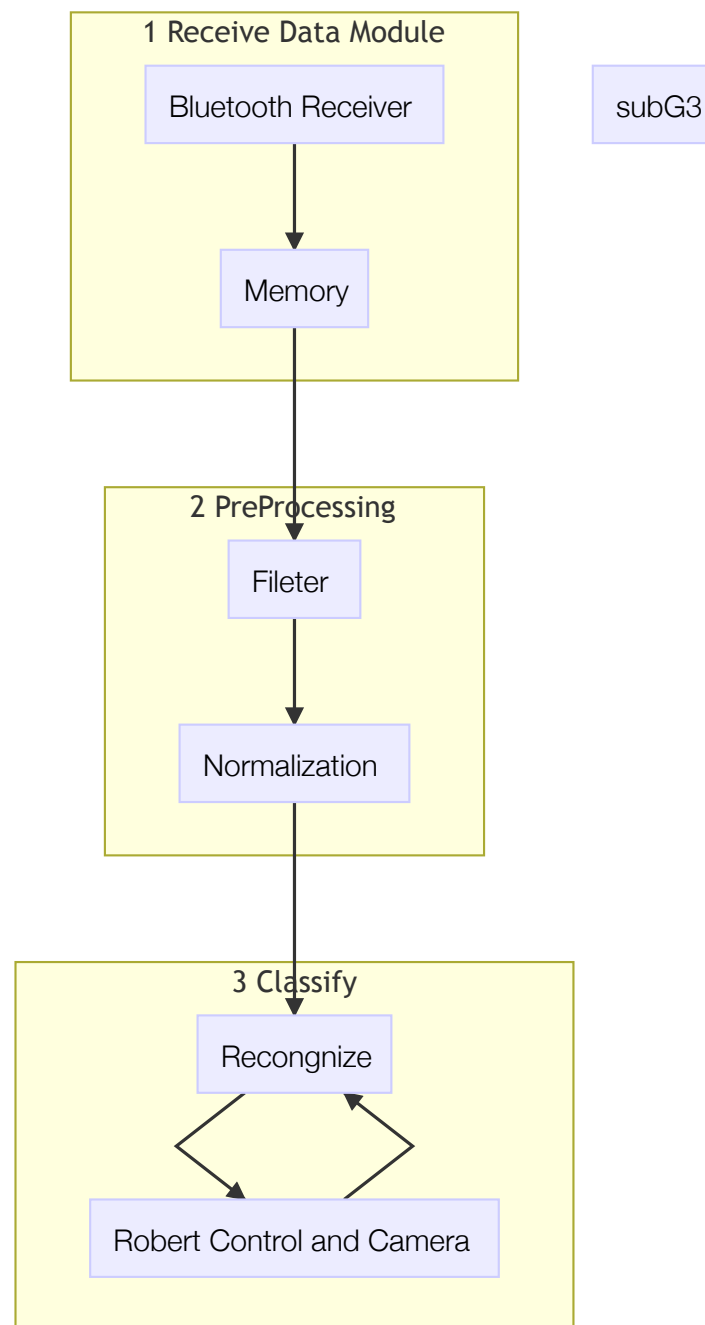 1 Receive Data Module
Bluetooth Receiver
subG3
Memory
2 PreProcessing
Fileter
Normalization
3 Classify
Recongnize
Robert Control and Camera